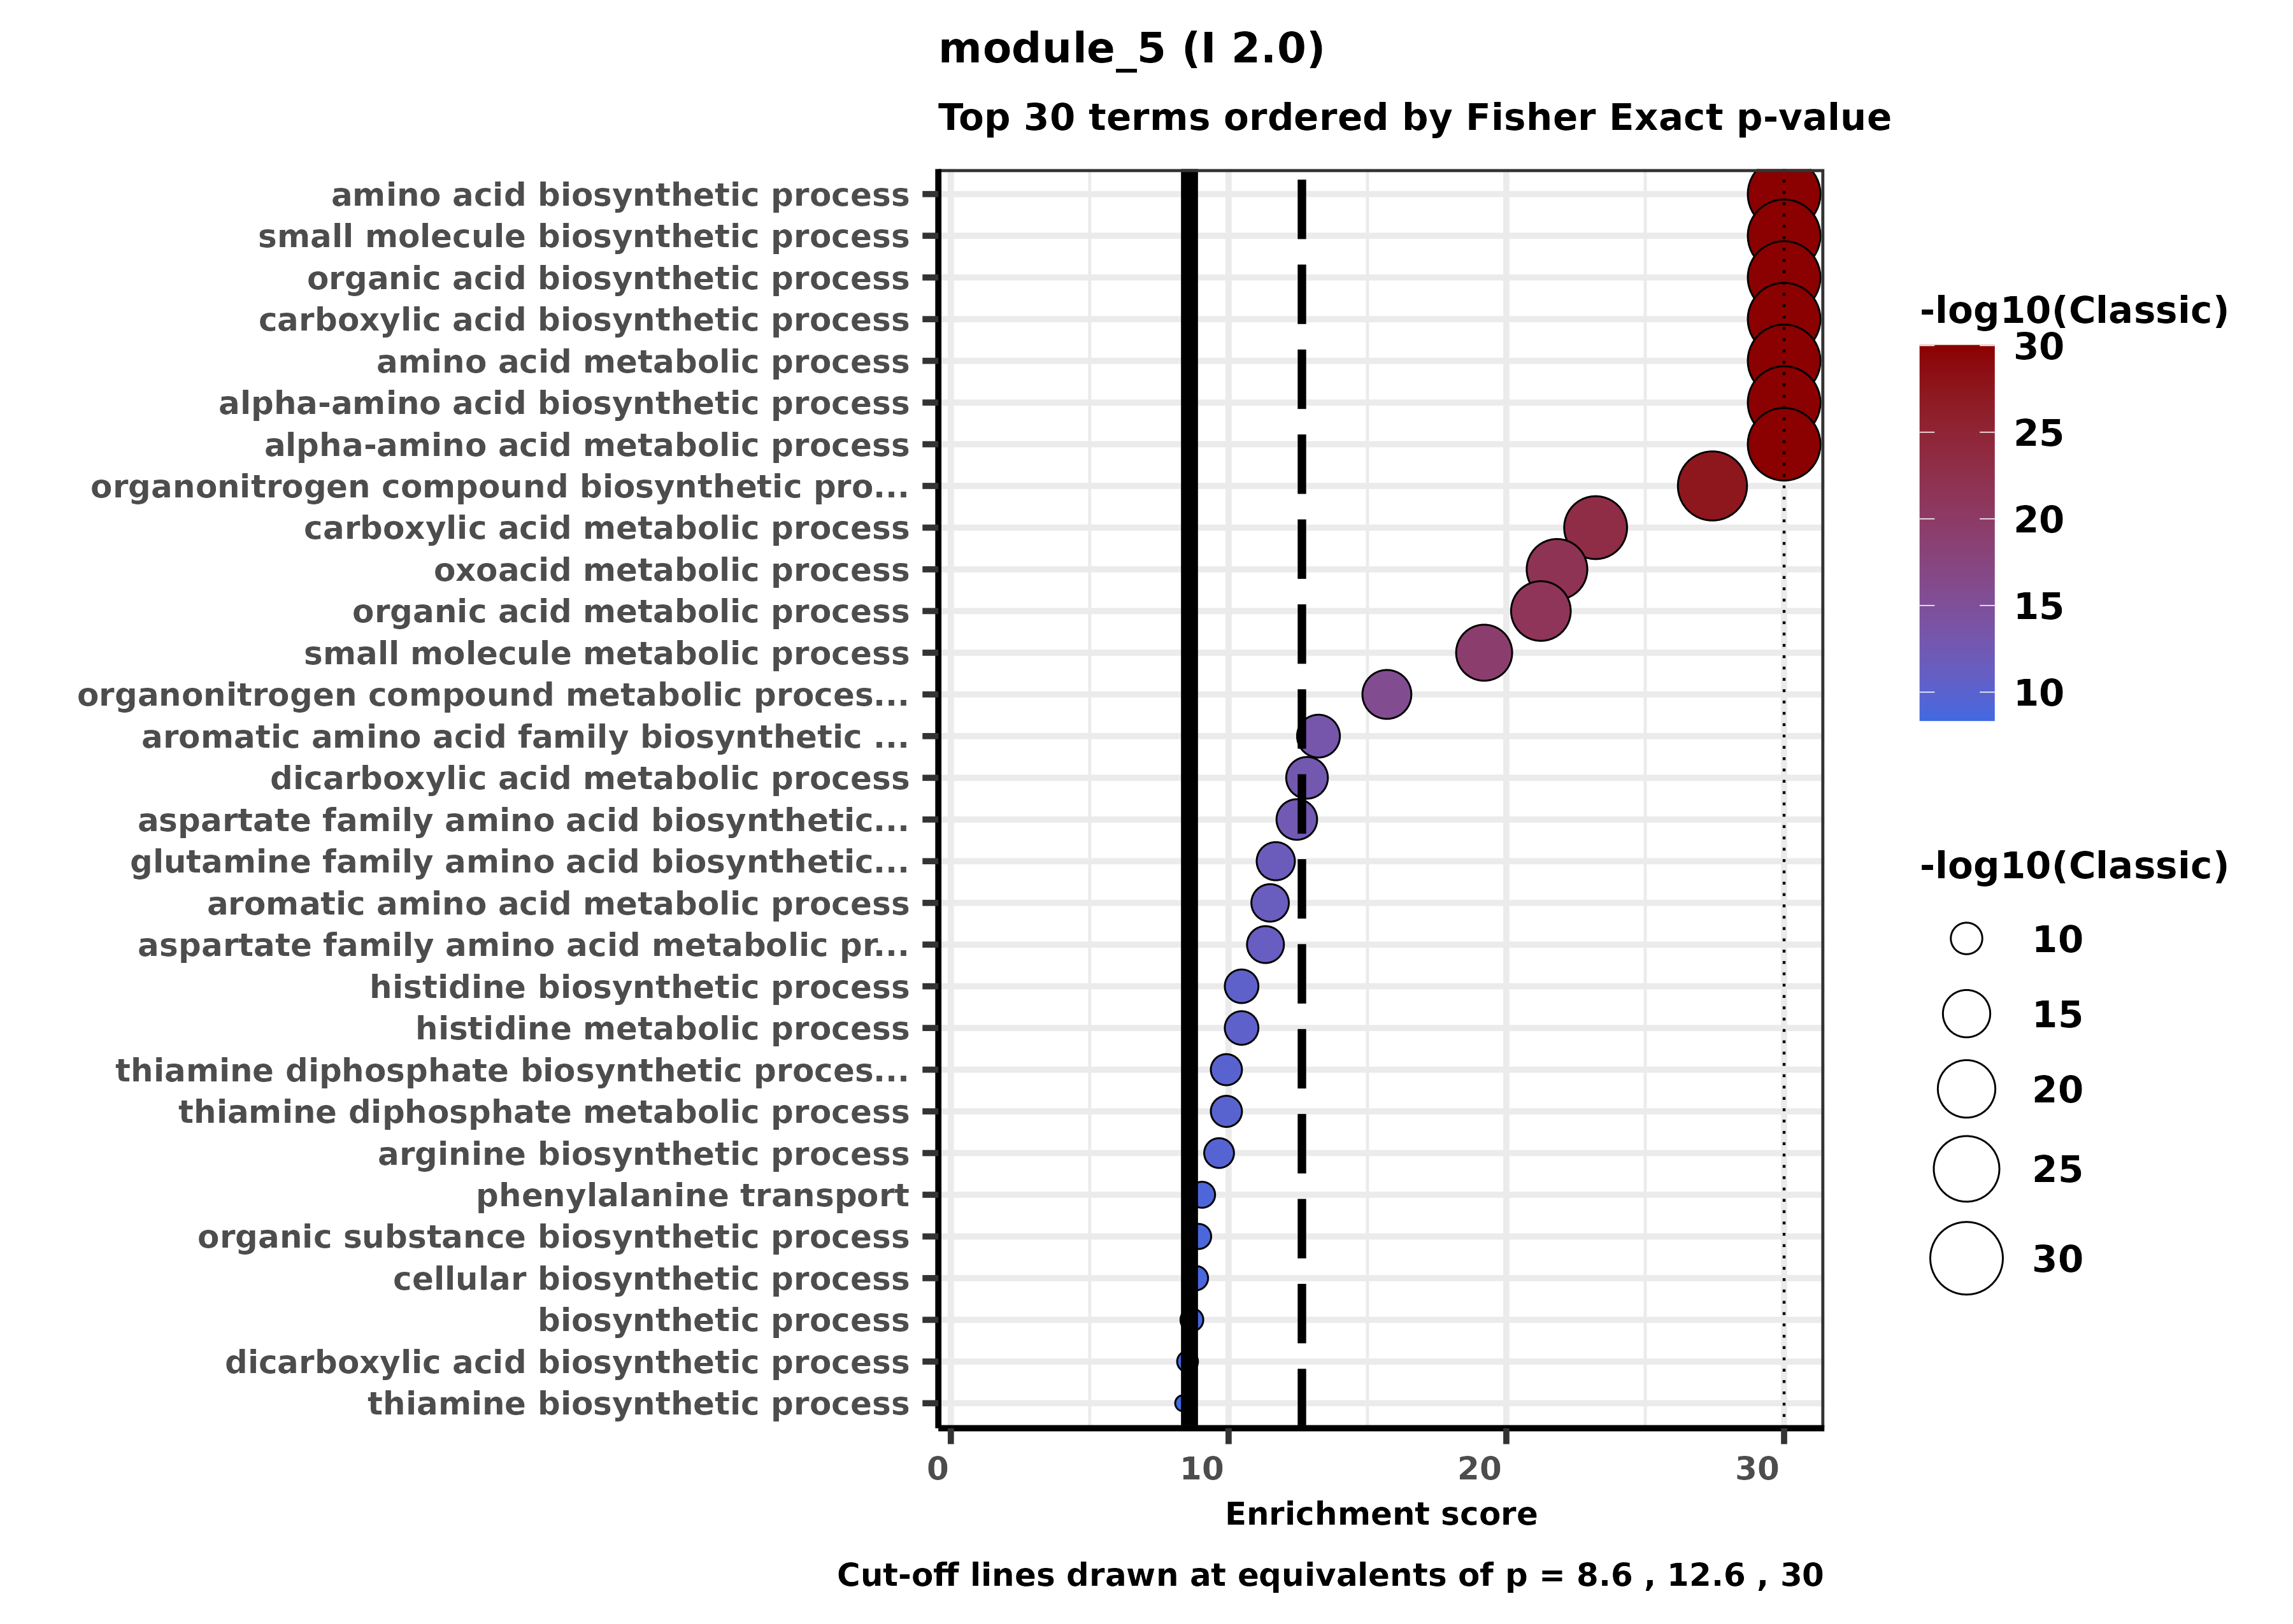 module_5 (I 2.0)
Top 30 terms ordered by Fisher Exact p-value
amino acid biosynthetic process
small molecule biosynthetic process
organic acid biosynthetic process
carboxylic acid biosynthetic process
amino acid metabolic process
alpha-amino acid biosynthetic process
alpha-amino acid metabolic process
organonitrogen compound biosynthetic pro...
carboxylic acid metabolic process
oxoacid metabolic process
organic acid metabolic process
small molecule metabolic process
organonitrogen compound metabolic proces...
aromatic amino acid family biosynthetic ...
dicarboxylic acid metabolic process
aspartate family amino acid biosynthetic...
glutamine family amino acid biosynthetic...
aromatic amino acid metabolic process
aspartate family amino acid metabolic pr...
histidine biosynthetic process
histidine metabolic process
thiamine diphosphate biosynthetic proces...
thiamine diphosphate metabolic process
arginine biosynthetic process
phenylalanine transport
organic substance biosynthetic process
cellular biosynthetic process
biosynthetic process
dicarboxylic acid biosynthetic process
thiamine biosynthetic process
0 10 20 30
Enrichment score
Cut-off lines drawn at equivalents of p = 8.6 , 12.6 , 30
-log10(Classic)
30
25
20
15
10
-log10(Classic)
10
15
20
25
30